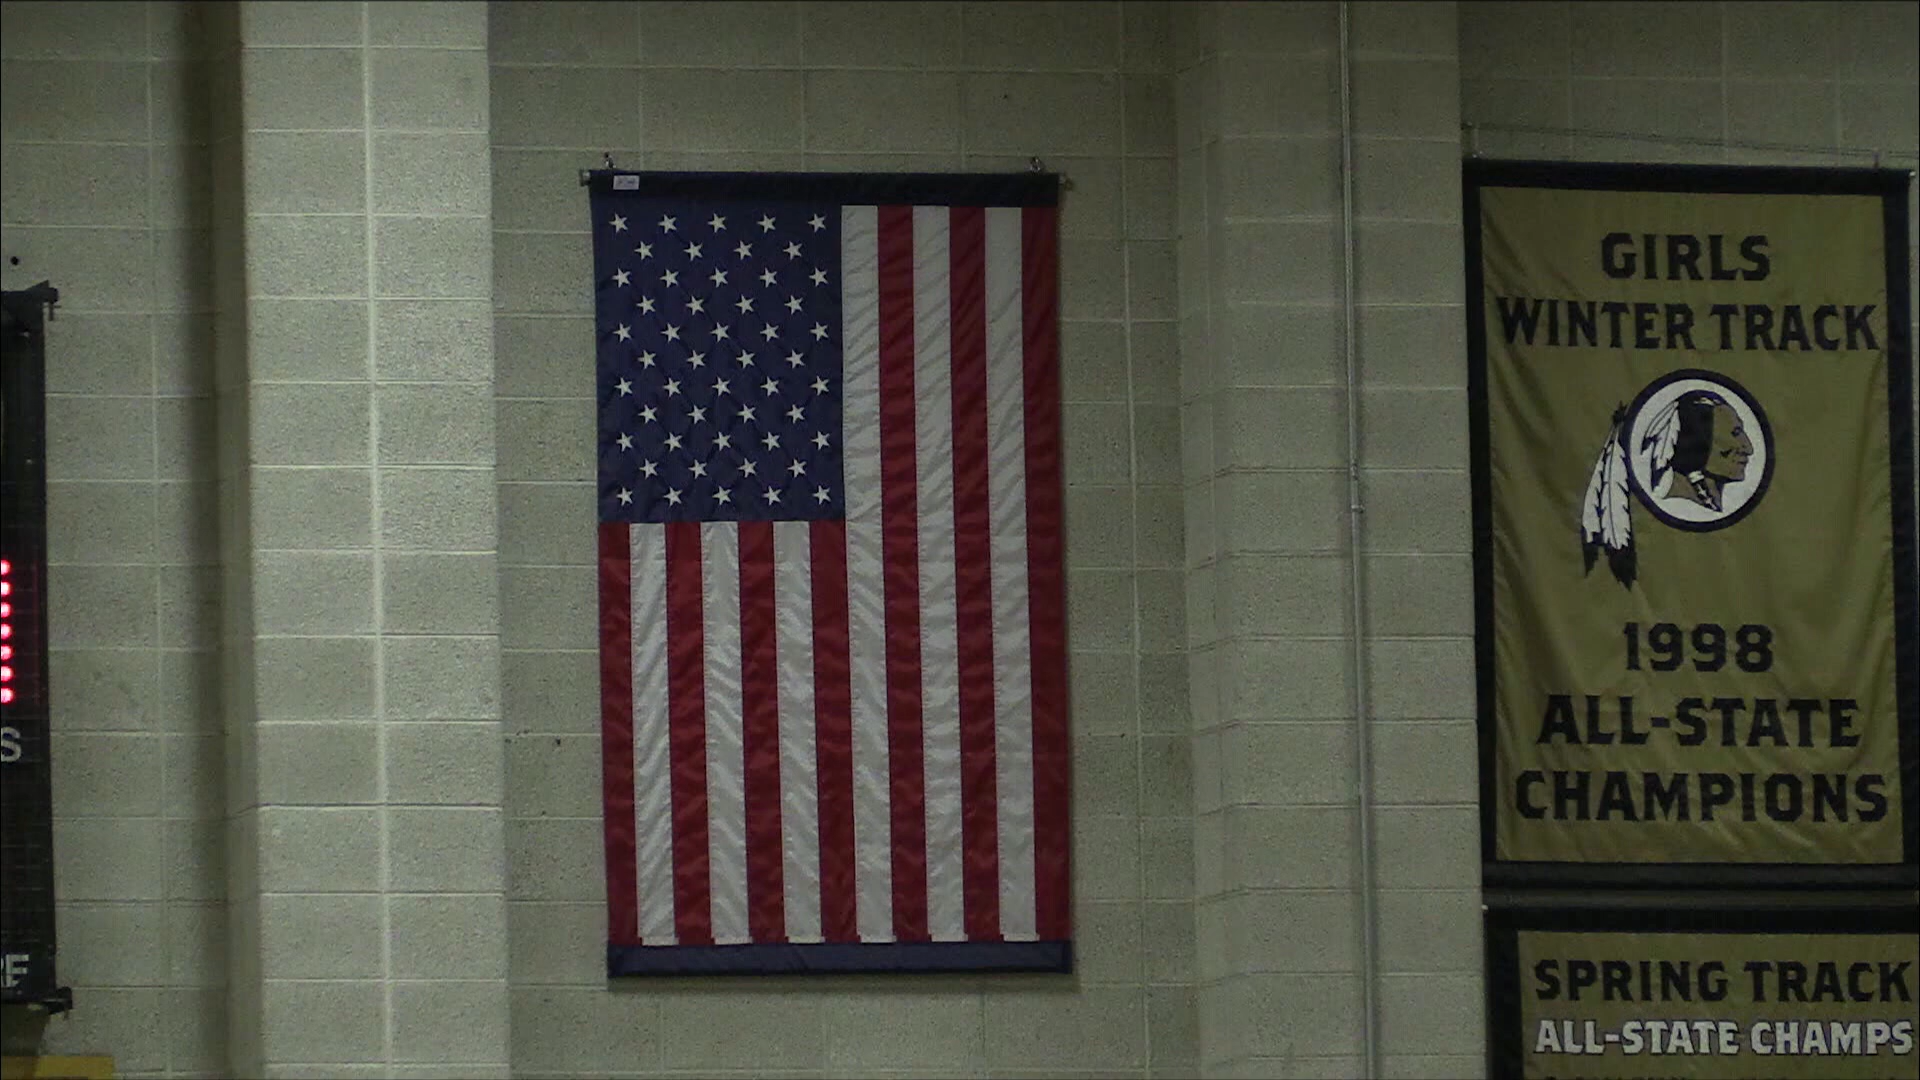 GIRLS
WINTER TRACK
1998
ALL-STATE
CHAMPIONS
SPRING TRACK
ALL-STATE CHAMPS
S